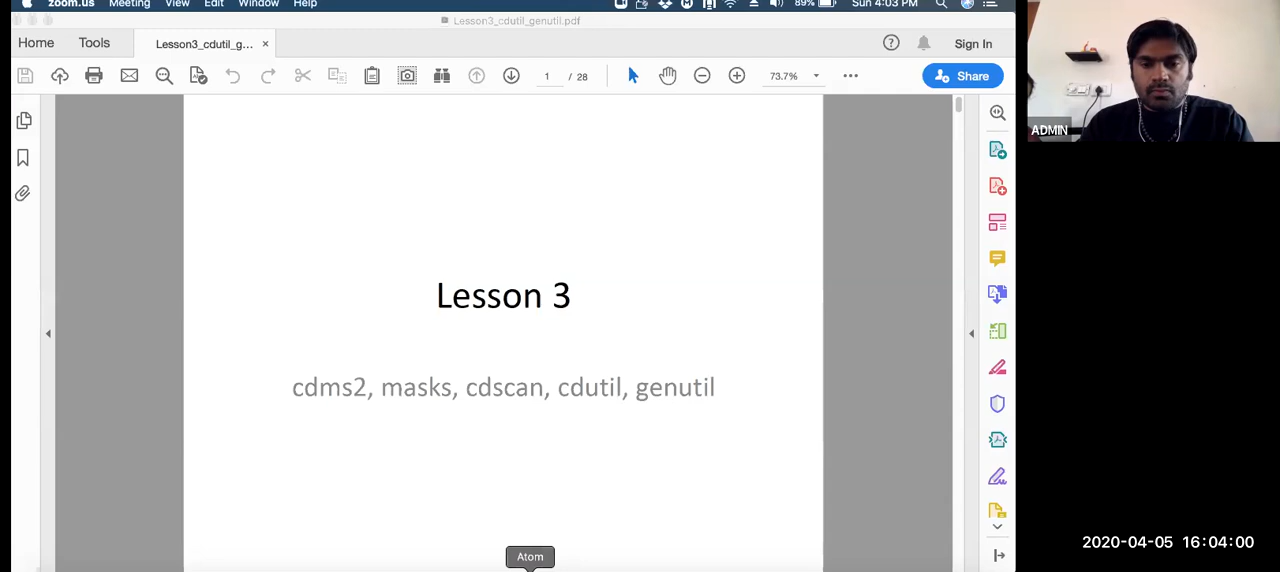 zoom.us Meeting View Edit Window Help 89% Sun 4:03 PM
Lesson3_cdutil_genutil.pdf
Home Tools Lesson3_cdutil_g... × Sign In
1 / 28 73.7% Share
ADMIN
Lesson 3
cdms2, masks, cdscan, cdutil, genutil
Atom
2020-04-05 16:04:00